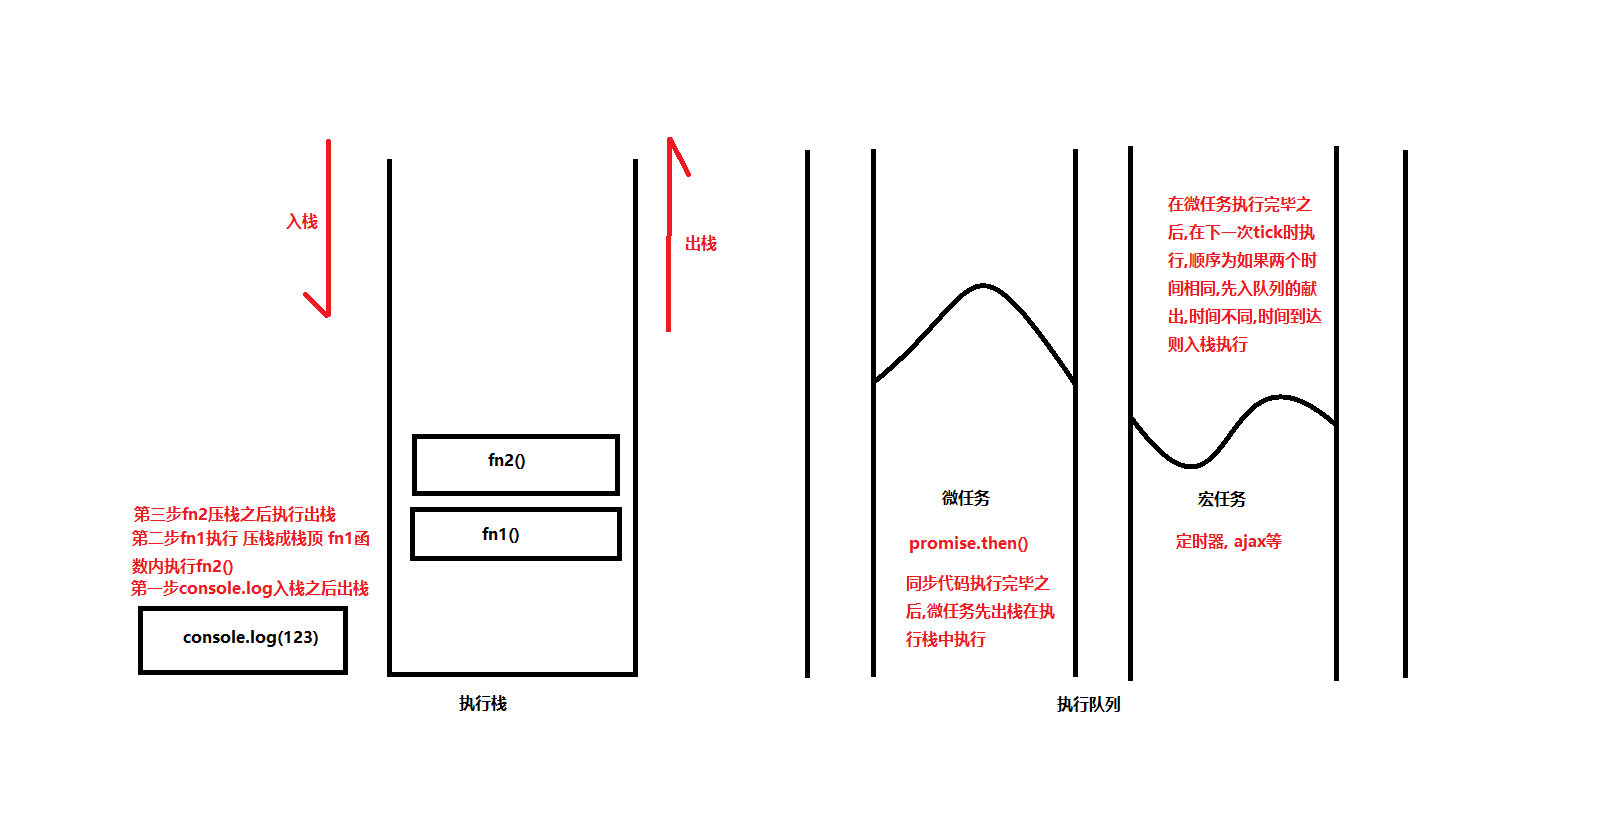 入栈
出栈
fn2()
fn1()
第三步fn2压栈之后执行出栈
第二步fn1执行 压栈成栈顶 fn1函
数内执行fn2()
第一步console.log入栈之后出栈
console.log(123)
执行栈
微任务
promise.then()
同步代码执行完毕之
后,微任务先出栈在执
行栈中执行
在微任务执行完毕之
后,在下一次tick时执
行,顺序为如果两个时
间相同,先入队列的献
出,时间不同,时间到达
则入栈执行
宏任务
定时器, ajax等
执行队列